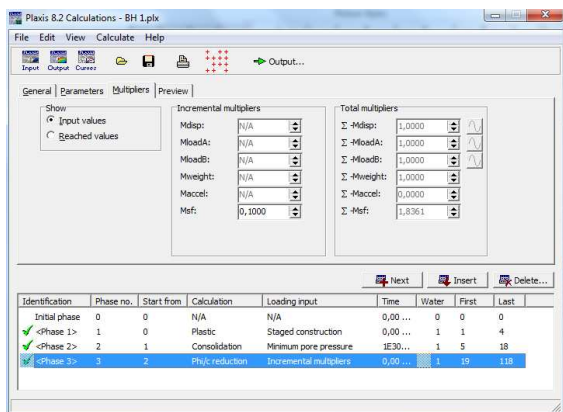 Plaxis 8.2 Calculations - BH 1.plx
File Edit View Calculate Help
Input Output Curves Output...
General Parameters Multipliers Preview
Show
Input values
Reached values
Incremental multipliers
Mdisp: N/A
MloadA: N/A
MloadB: N/A
Mweight: N/A
Maccel: N/A
Msf: 0,1000
Total multipliers
Σ -Mdisp: 1,0000
Σ -MloadA: 1,0000
Σ -MloadB: 1,0000
Σ -Mweight: 1,0000
Σ -Maccel: 0,0000
Σ -Msf: 1,8361
Next Insert Delete...
Identification Phase no. Start from Calculation Loading input Time Water First Last
Initial phase 0 0 N/A N/A 0,00 ... 0 0 0
<Phase 1> 1 0 Plastic Staged construction 0,00 ... 1 1 4
<Phase 2> 2 1 Consolidation Minimum pore pressure 1E30... 1 5 18
<Phase 3> 3 2 Phi/c reduction Incremental multipliers 0,00 ... 1 19 118